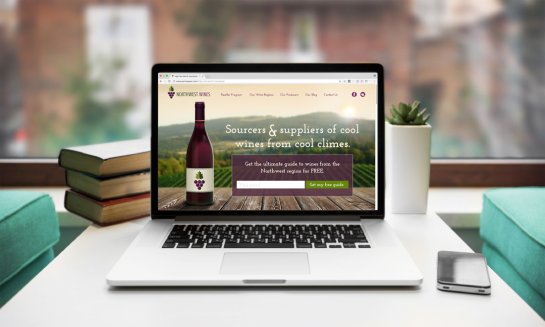 NORTHWEST WINES
Reseller Program Our Wine Regions Our Producers Our Blog Contact Us
Sourcers & suppliers of cool
wines from cool climes.
Get the ultimate guide to wines from the
Northwest region for FREE.
Get my free guide